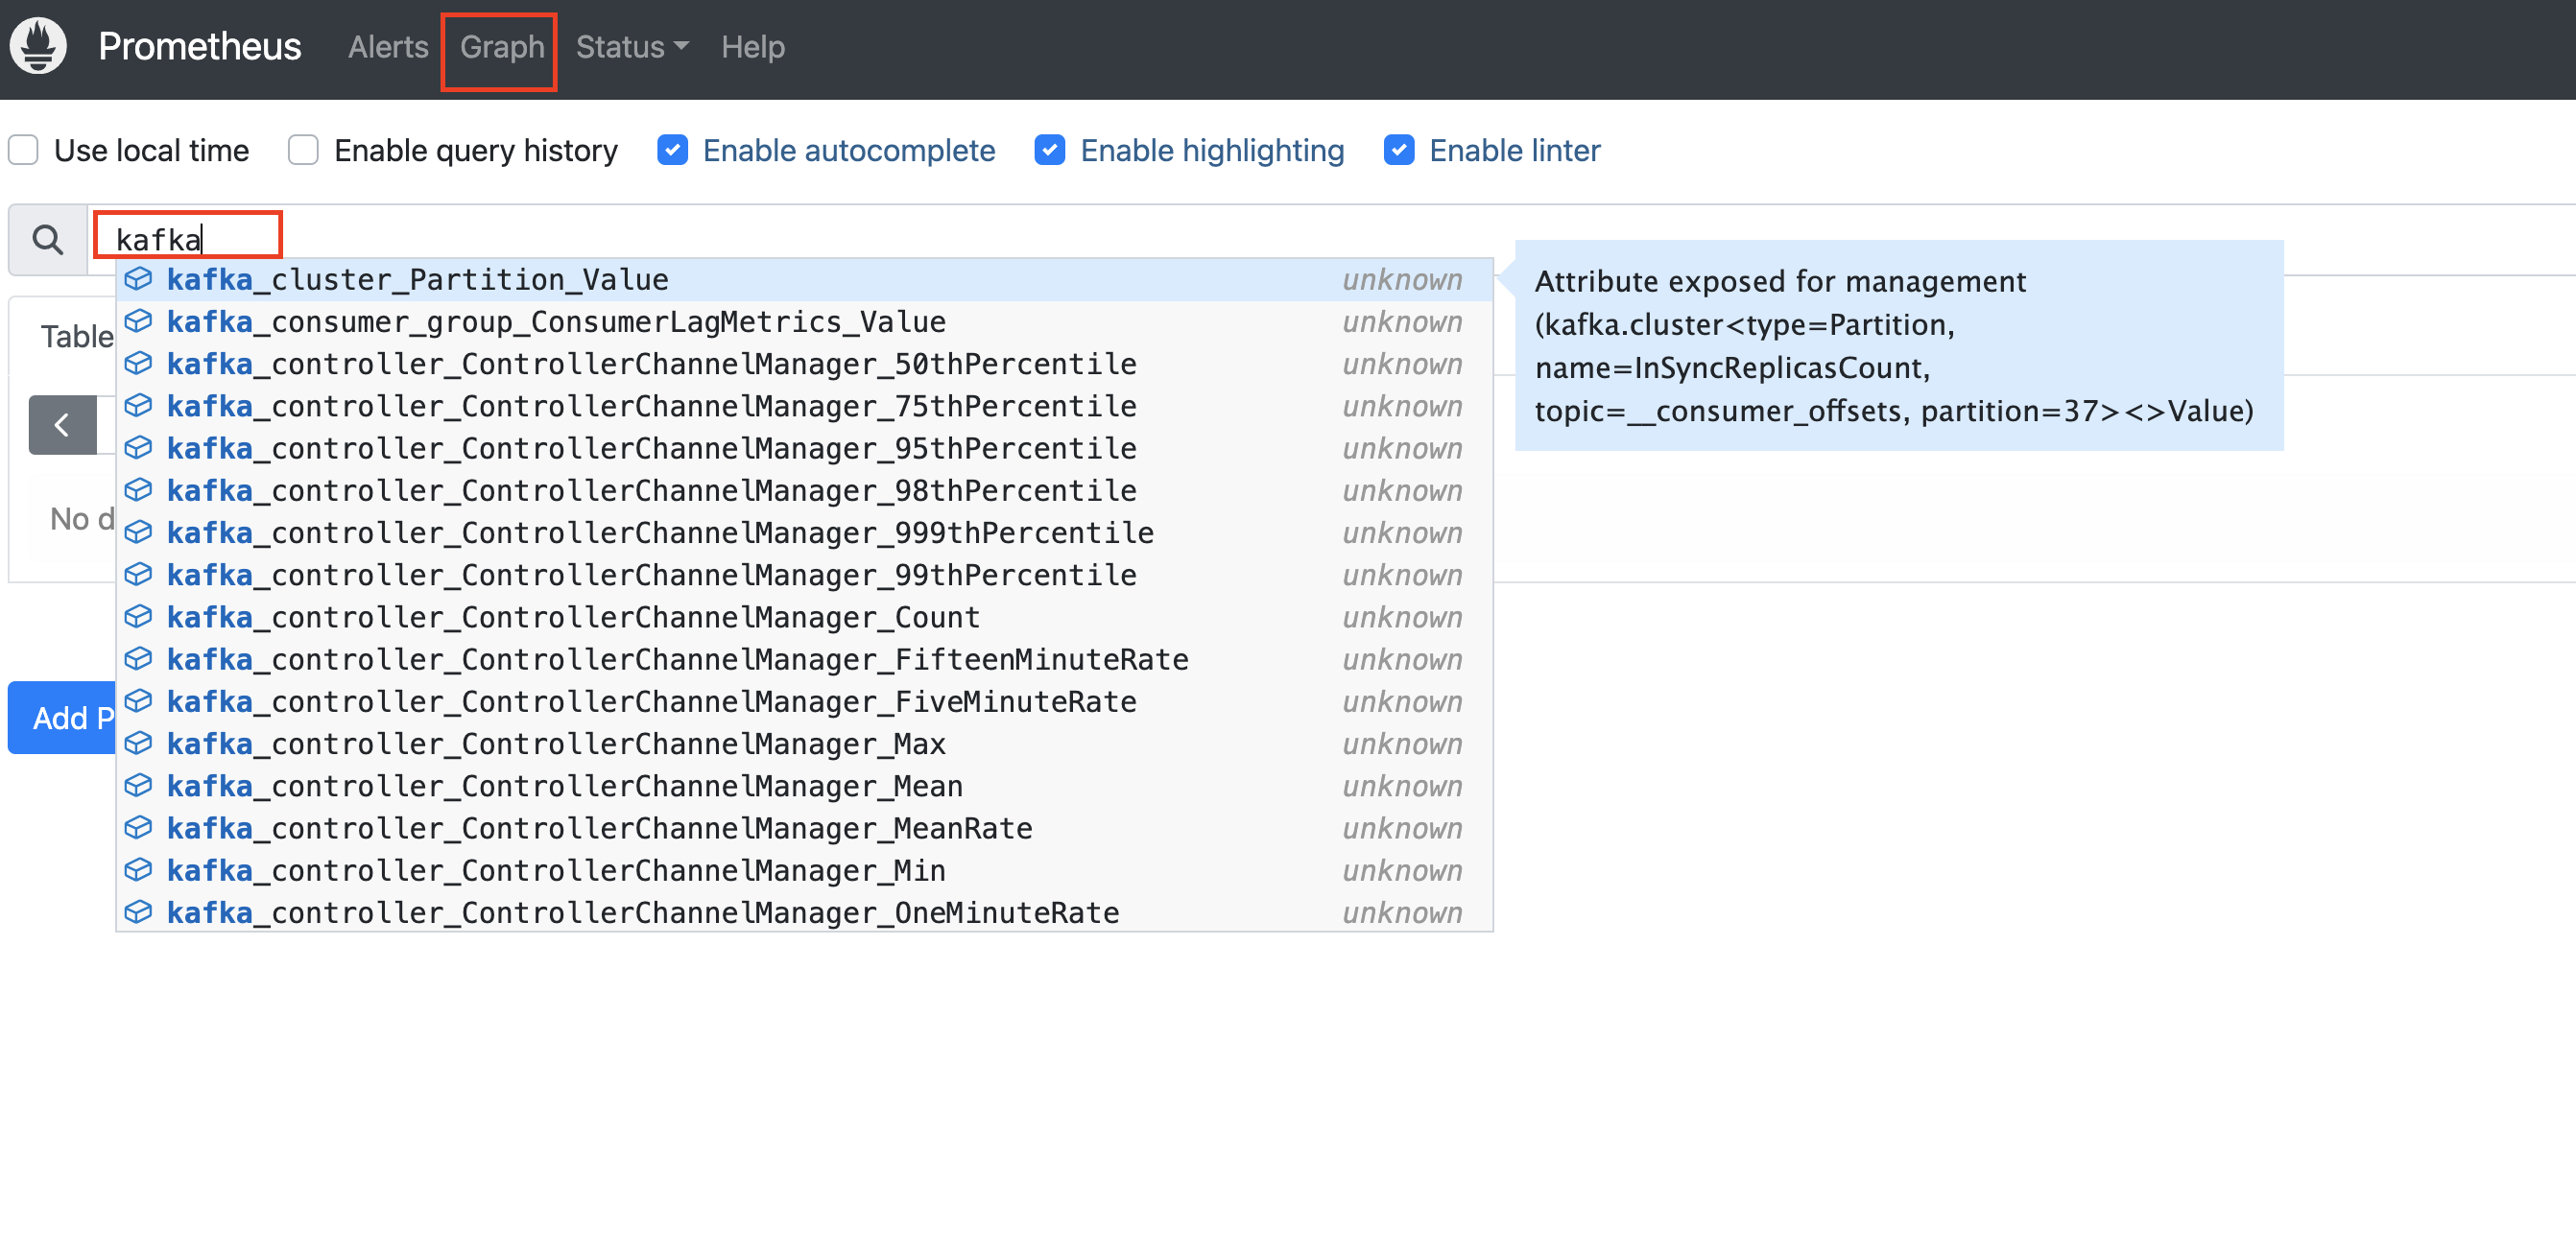 Prometheus Alerts Graph Status Help
Use local time Enable query history Enable autocomplete Enable highlighting Enable linter
kafka
kafka_cluster_Partition_Value unknown
kafka_consumer_group_ConsumerLagMetrics_Value unknown
kafka_controller_ControllerChannelManager_50thPercentile unknown
kafka_controller_ControllerChannelManager_75thPercentile unknown
kafka_controller_ControllerChannelManager_95thPercentile unknown
kafka_controller_ControllerChannelManager_98thPercentile unknown
kafka_controller_ControllerChannelManager_999thPercentile unknown
kafka_controller_ControllerChannelManager_99thPercentile unknown
kafka_controller_ControllerChannelManager_Count unknown
kafka_controller_ControllerChannelManager_FifteenMinuteRate unknown
kafka_controller_ControllerChannelManager_FiveMinuteRate unknown
kafka_controller_ControllerChannelManager_Max unknown
kafka_controller_ControllerChannelManager_Mean unknown
kafka_controller_ControllerChannelManager_MeanRate unknown
kafka_controller_ControllerChannelManager_Min unknown
kafka_controller_ControllerChannelManager_OneMinuteRate unknown
Attribute exposed for management
(kafka.cluster<type=Partition,
name=InSyncReplicasCount,
topic=__consumer_offsets, partition=37><>Value)
Table
No d
Add P